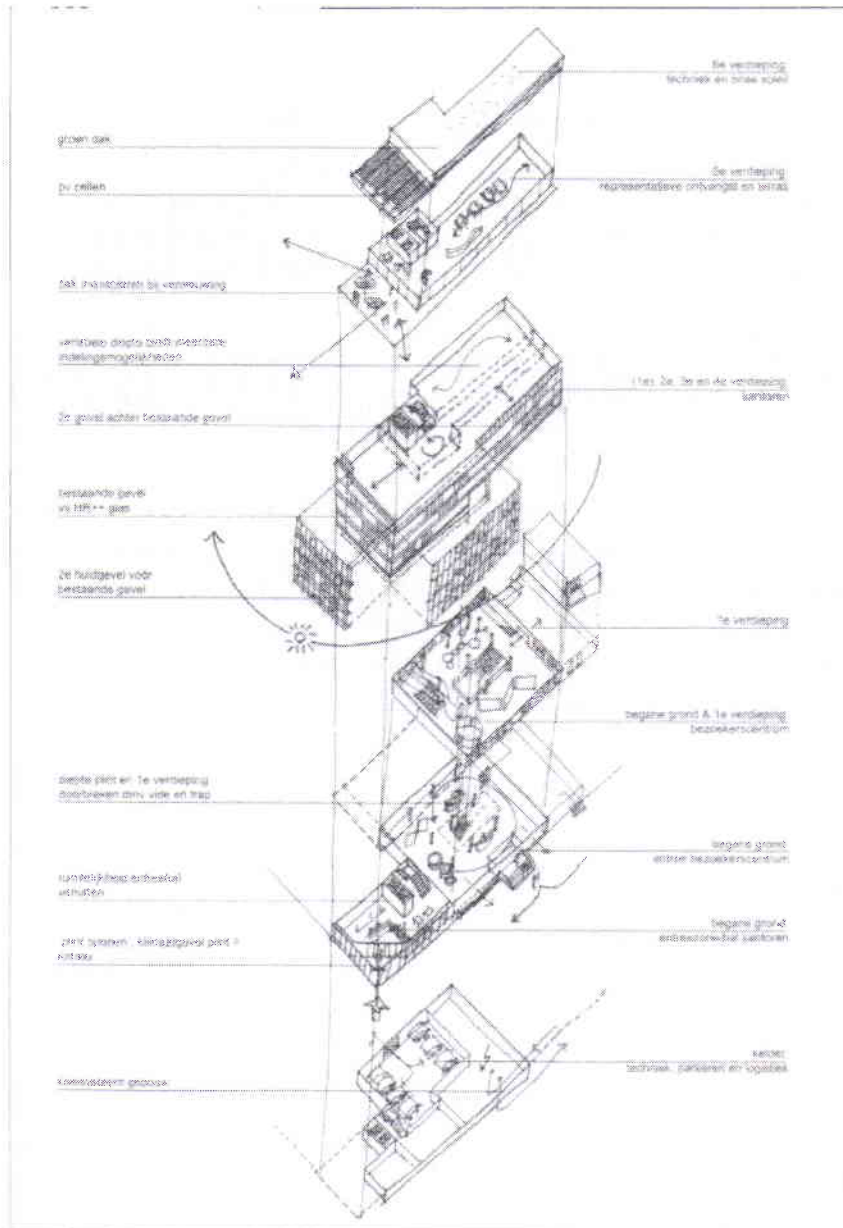 6e verdieping
techniek en brise soleil
groen dak
pv cellen
5e verdieping
representatieve ontvangst en terras
dak installaties bij vernieuwing
variabele diepte biedt meerdere
indelingsmogelijkheden
(1e), 2e, 3e en 4e verdieping
kantoren
2e gevel achter bestaande gevel
bestaande gevel
vv HR++ glas
2e huidgevel voor
bestaande gevel
1e verdieping
begane grond & 1e verdieping
bezoekerscentrum
diepte plint en 1e verdieping
doorbreken dmv vide en trap
begane grond
entree bezoekerscentrum
ruimtelijkheid entreehal
begane grond
kantoren
plint
kelder
techniek, parkeren en logistiek